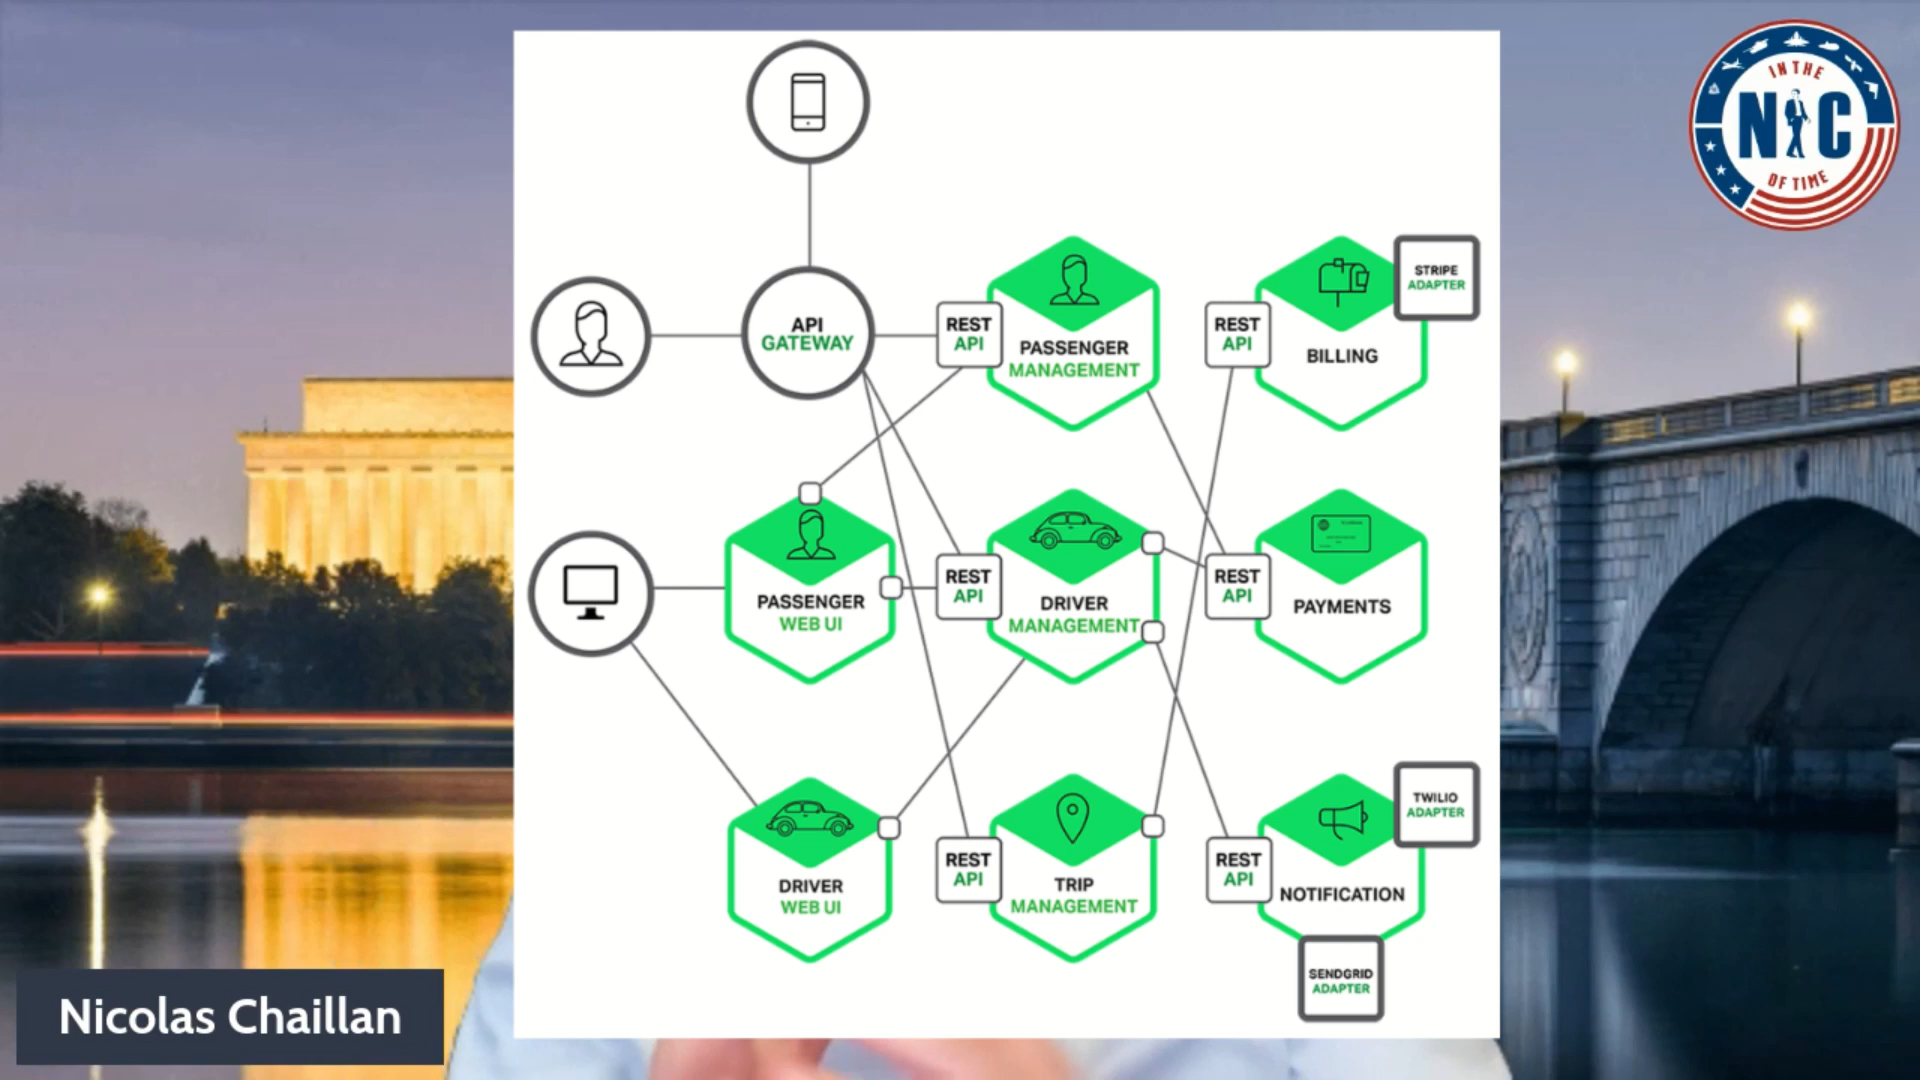 IN THE
NIC
OF TIME
API
GATEWAY
REST
API
PASSENGER
MANAGEMENT
REST
API
BILLING
STRIPE
ADAPTER
PASSENGER
WEB UI
REST
API
DRIVER
MANAGEMENT
REST
API
PAYMENTS
DRIVER
WEB UI
REST
API
TRIP
MANAGEMENT
REST
API
NOTIFICATION
TWILIO
ADAPTER
SENDGRID
ADAPTER
Nicolas Chaillan